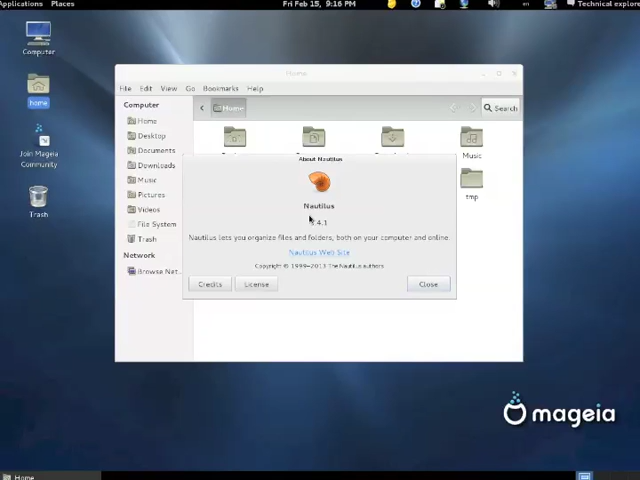 Applications Places Fri Feb 15, 9:16 PM en Technical explor
Computer
home
Join Mageia
Community
Trash
Home
File Edit View Go Bookmarks Help
Computer
Home
Desktop
Documents
Downloads
Music
Pictures
Videos
File System
Trash
Network
Browse Net...
Home
Search
Music
tmp
About Nautilus
Nautilus
4.1
Nautilus lets you organize files and folders, both on your computer and online.
Nautilus Web Site
Copyright © 1999-2011 The Nautilus authors
Credits License Close
mageia
Home